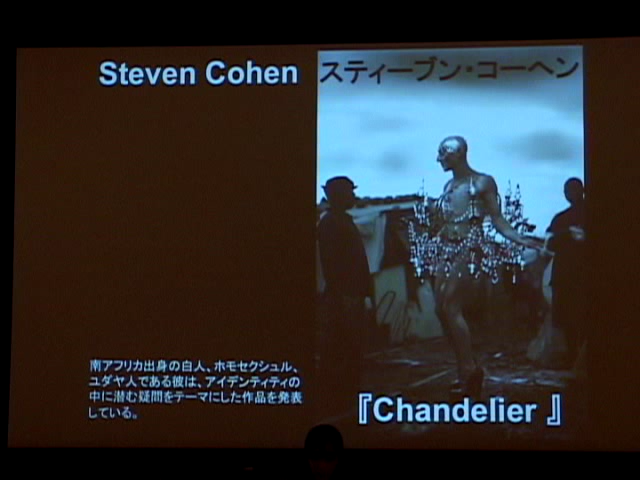 Steven Cohen
スティーブン・コーヘン
南アフリカ出身の白人、ホモセクシュル、
ユダヤ人である彼は、アイデンティティの
中に潜む疑問をテーマにした作品を発表
している。
『Chandelier 』